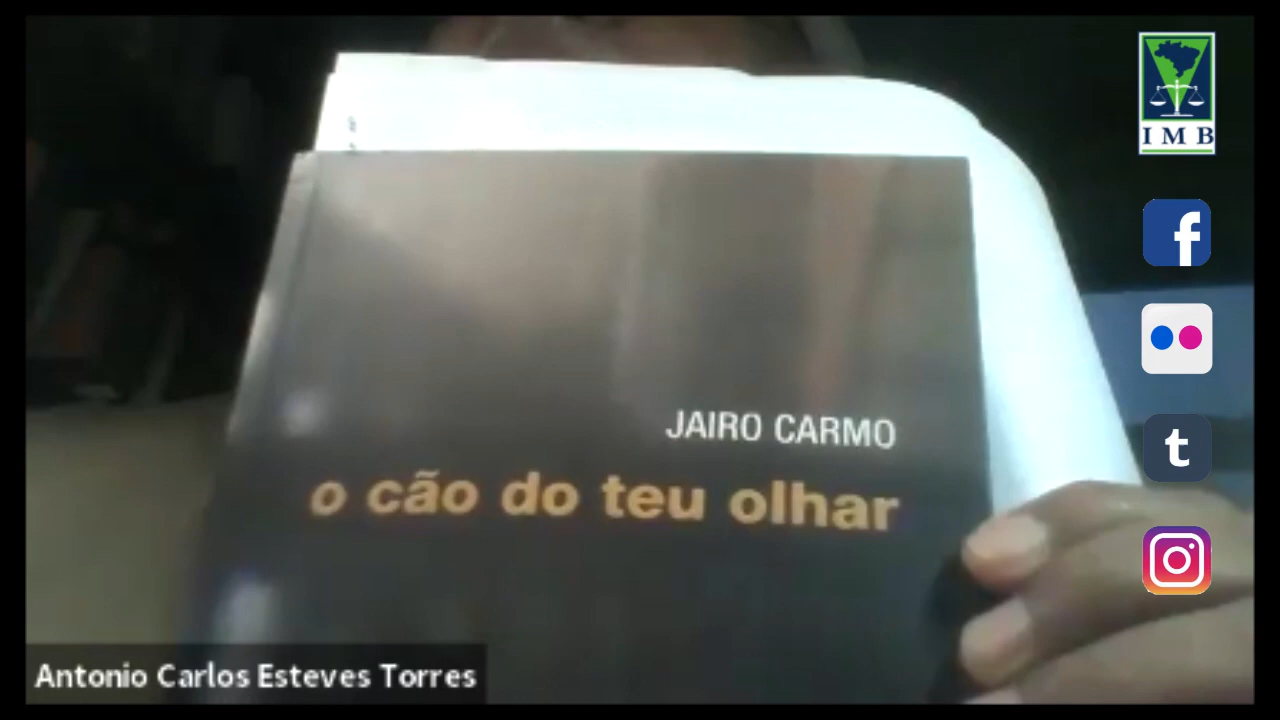 IMB
f
t
JAIRO CARMO
o cão do teu olhar
Antonio Carlos Esteves Torres